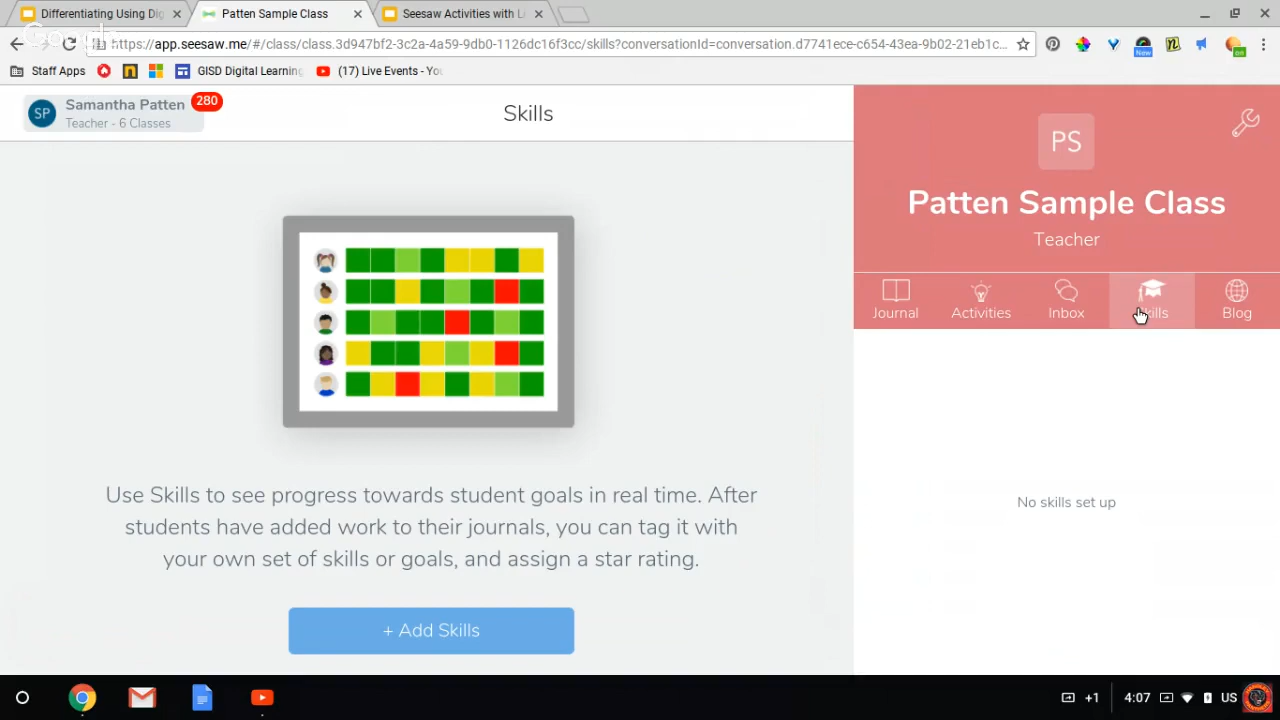 Differentiating Using Dig
Patten Sample Class
Seesaw Activities with L
Google
https://app.seesaw.me/#/class/class.3d947bf2-3c2a-4a59-9db0-1126dc16f3cc/skills?conversationId=conversation.d7741ece-c654-43ea-9b02-21eb1c...
New
On
Staff Apps
GISD Digital Learning
(17) Live Events - You
SP
Samantha Patten
280
Teacher - 6 Classes
Skills
PS
Patten Sample Class
Teacher
Journal
Activities
Inbox
Skills
Blog
No skills set up
Use Skills to see progress towards student goals in real time. After
students have added work to their journals, you can tag it with
your own set of skills or goals, and assign a star rating.
+ Add Skills
+1
4:07
US